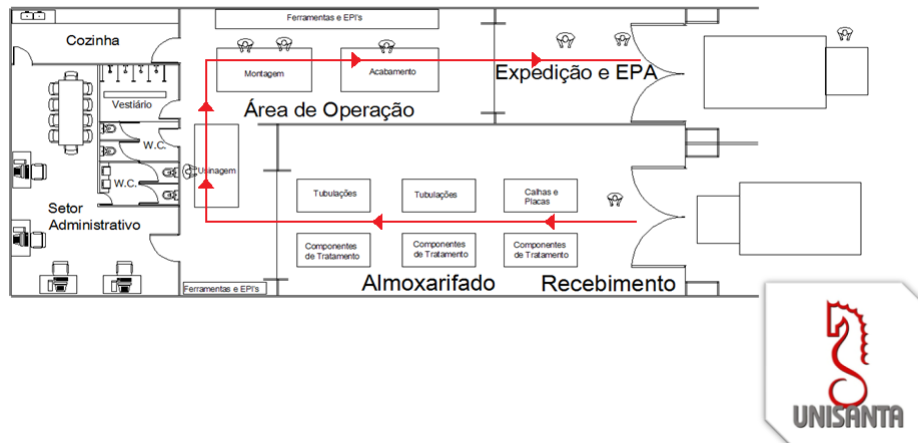 Ferramentas e EPI's
Cozinha
Montagem
Acabamento
Expedição e EPA
Vestiário
Área de Operação
W.C.
Usinagem
W.C.
Tubulações
Tubulações
Calhas e
Placas
Setor
Administrativo
Componentes
de Tratamento
Componentes
de Tratamento
Componentes
de Tratamento
Almoxarifado
Recebimento
Ferramentas e EPI's
UNISANTA